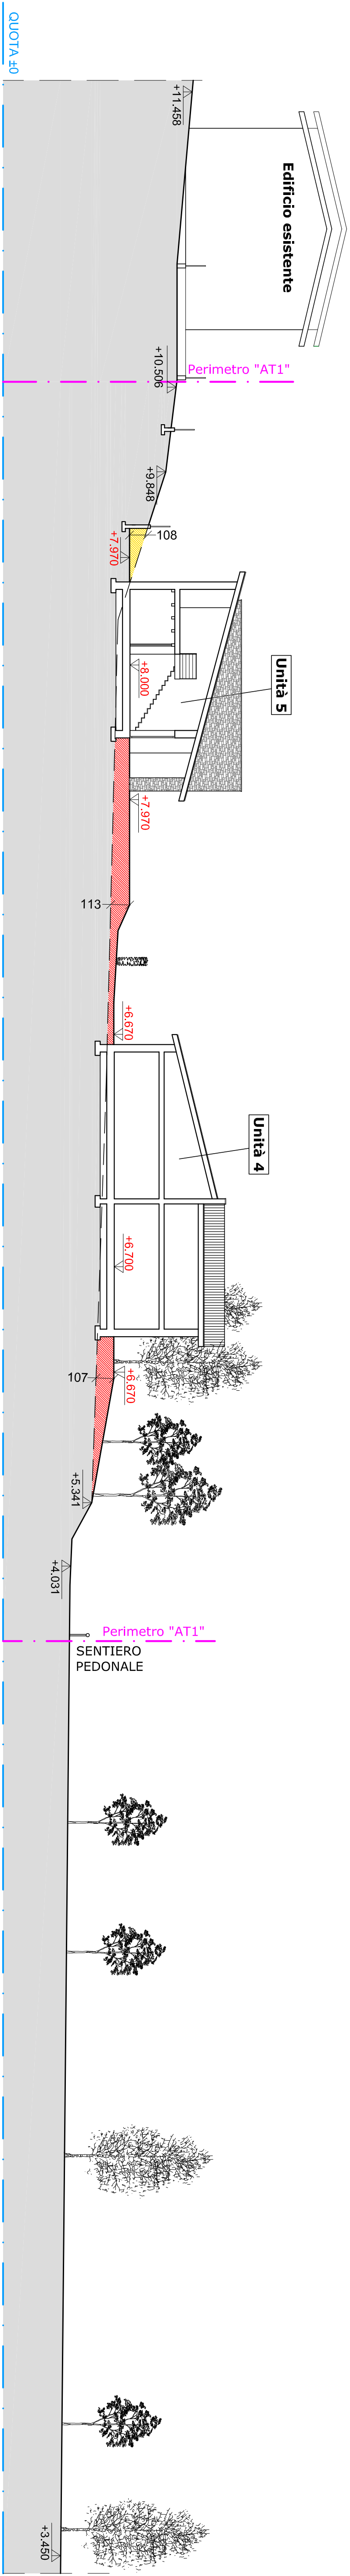 QUOTA ±0
+11.458
Edificio esistente
+10.506
Perimetro "AT1"
+9.848
+7.970
108
+8.000
Unità 5
+7.970
113
+6.670
Unità 4
+6.700
+6.670
107
+5.341
+4.031
Perimetro "AT1"
SENTIERO
PEDONALE
+3.450